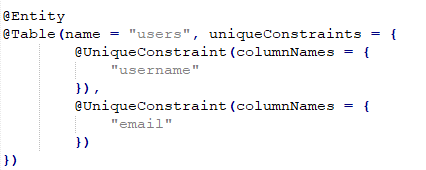 @Entity
@Table(name = "users", uniqueConstraints = {
        @UniqueConstraint(columnNames = {
            "username"
        }),
        @UniqueConstraint(columnNames = {
            "email"
        })
})